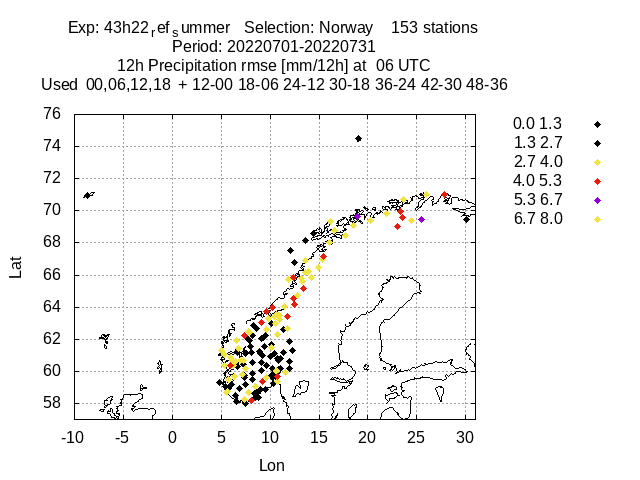 Exp: 43h22refsummer   Selection: Norway    153 stations
Period: 20220701-20220731
12h Precipitation rmse [mm/12h] at  06 UTC
Used  00,06,12,18  + 12-00 18-06 24-12 30-18 36-24 42-30 48-36
76
74
72
70
68
66
64
62
60
58
-10 -5 0 5 10 15 20 25 30
Lat
Lon
0.0 1.3
1.3 2.7
2.7 4.0
4.0 5.3
5.3 6.7
6.7 8.0